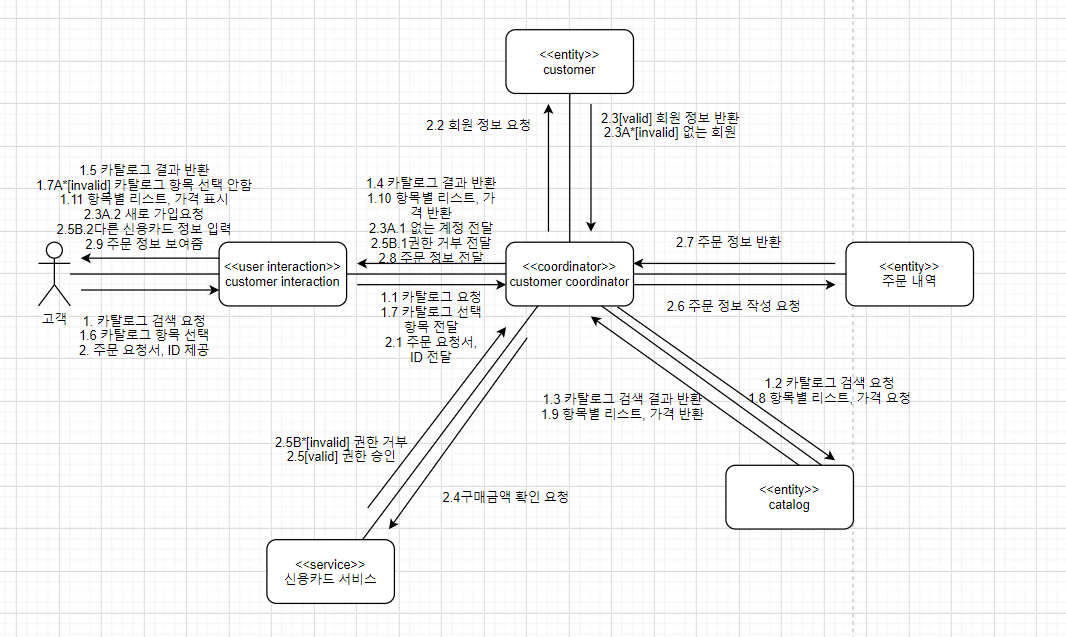 <<entity>>
customer
2.2 회원 정보 요청
2.3[valid] 회원 정보 반환
2.3A*[invalid] 없는 회원
1.5 카탈로그 결과 반환
1.7A*[invalid] 카탈로그 항목 선택 안함
1.11 항목별 리스트, 가격 표시
2.3A.2 새로 가입요청
2.5B.2다른 신용카드 정보 입력
2.9 주문 정보 보여줌
1.4 카탈로그 결과 반환
1.10 항목별 리스트, 가
격 반환
2.3A.1 없는 계정 전달
2.5B.1권한 거부 전달
2.8 주문 정보 전달
2.7 주문 정보 반환
고객
<<user interaction>>
customer interaction
<<coordinator>>
customer coordinator
<<entity>>
주문 내역
2.6 주문 정보 작성 요청
1. 카탈로그 검색 요청
1.6 카탈로그 항목 선택
2. 주문 요청서, ID 제공
1.1 카탈로그 요청
1.7 카탈로그 선택
항목 전달
2.1 주문 요청서,
ID 전달
1.3 카탈로그 검색 결과 반환
1.9 항목별 리스트, 가격 반환
1.2 카탈로그 검색 요청
1.8 항목별 리스트, 가격 요청
2.5B*[invalid] 권한 거부
2.5[valid] 권한 승인
2.4구매금액 확인 요청
<<entity>>
catalog
<<service>>
신용카드 서비스